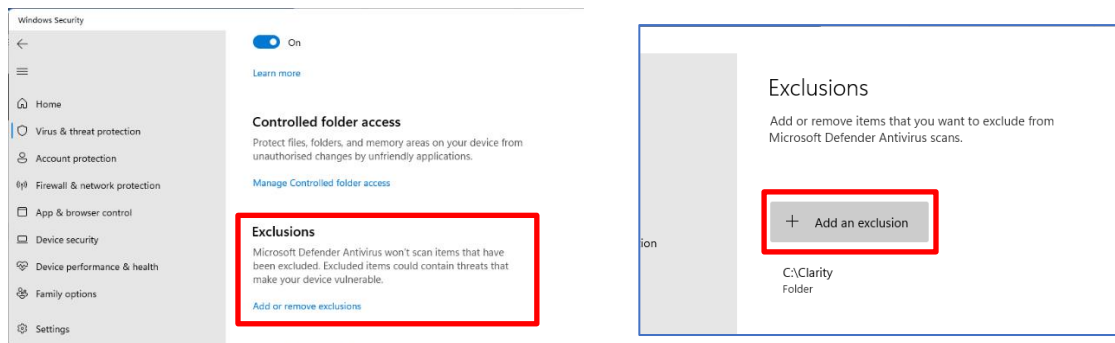 Windows Security
Home
Virus & threat protection
Account protection
Firewall & network protection
App & browser control
Device security
Device performance & health
Family options
Settings
On
Learn more
Controlled folder access
Protect files, folders, and memory areas on your device from
unauthorised changes by unfriendly applications.
Manage Controlled folder access
Exclusions
Microsoft Defender Antivirus won't scan items that have
been excluded. Excluded items could contain threats that
make your device vulnerable.
Add or remove exclusions
ion
Exclusions
Add or remove items that you want to exclude from
Microsoft Defender Antivirus scans.
+ Add an exclusion
C:\Clarity
Folder